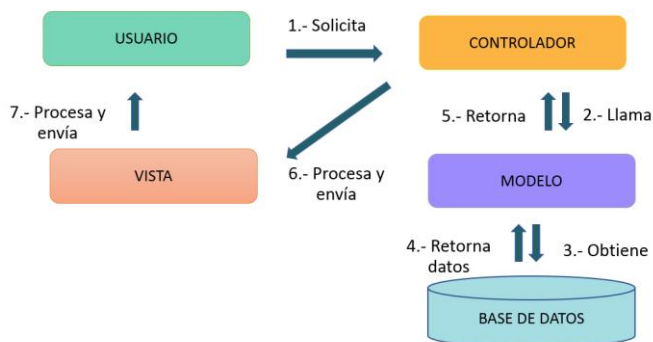 USUARIO
1.- Solicita
CONTROLADOR
7.- Procesa y
envía
5.- Retorna
2.- Llama
VISTA
6.- Procesa y
envía
MODELO
4.- Retorna
datos
3.- Obtiene
BASE DE DATOS